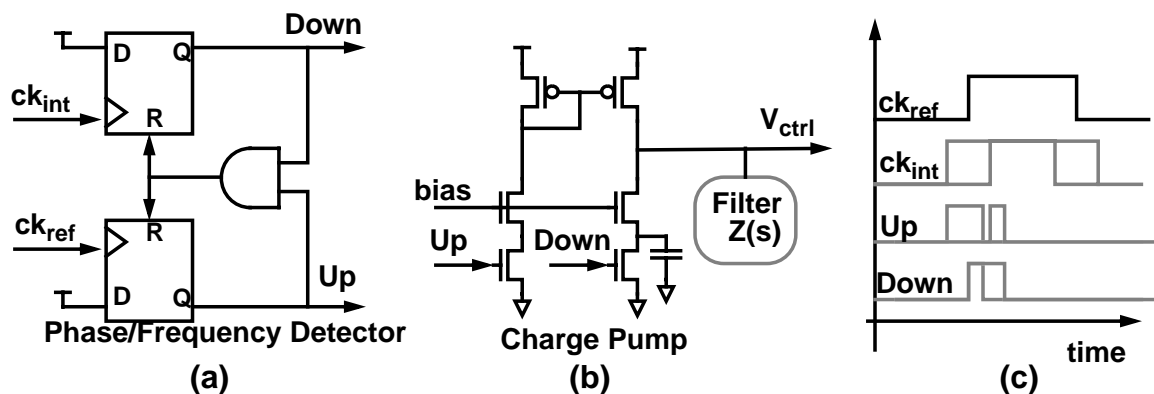 Down
D
Q
ck_int
R
R
ck_ref
D
Q
Up
Phase/Frequency Detector
(a)
V_ctrl
bias
Up
Down
Filter
Z(s)
Charge Pump
(b)
ck_ref
ck_int
Up
Down
time
(c)